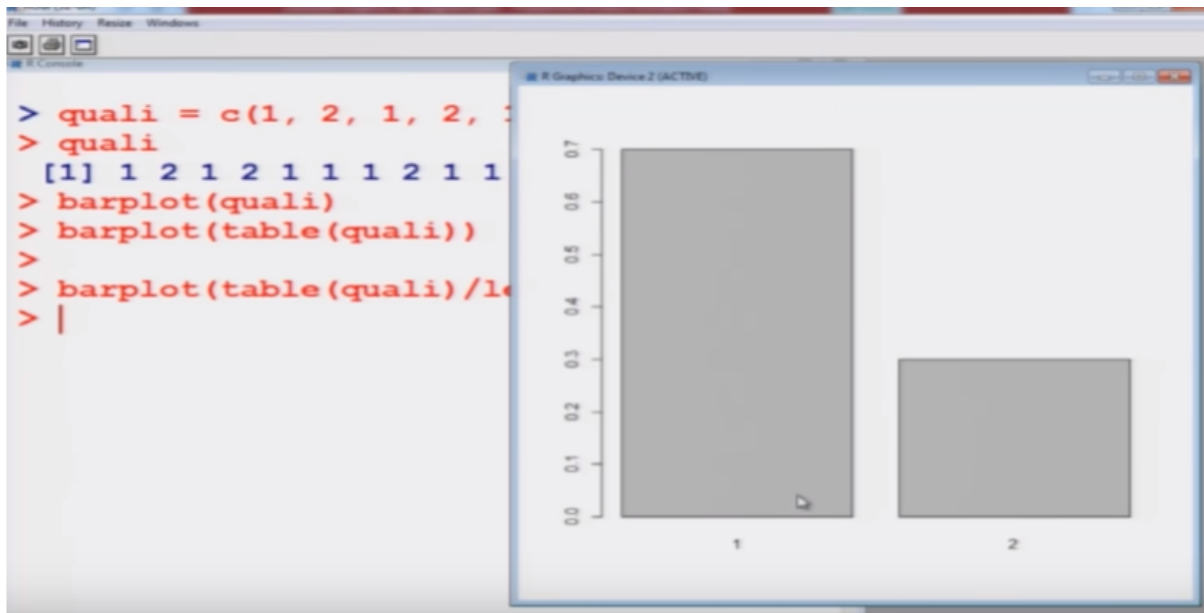 File History Resize Windows
R Console
> quali = c(1, 2, 1, 2, 1
> quali
[1] 1 2 1 2 1 1 1 2 1 1
> barplot(quali)
> barplot(table(quali))
>
> barplot(table(quali)/le
>
R Graphics: Device 2 (ACTIVE)
0.7
0.6
0.5
0.4
0.3
0.2
0.1
0.0
1 2